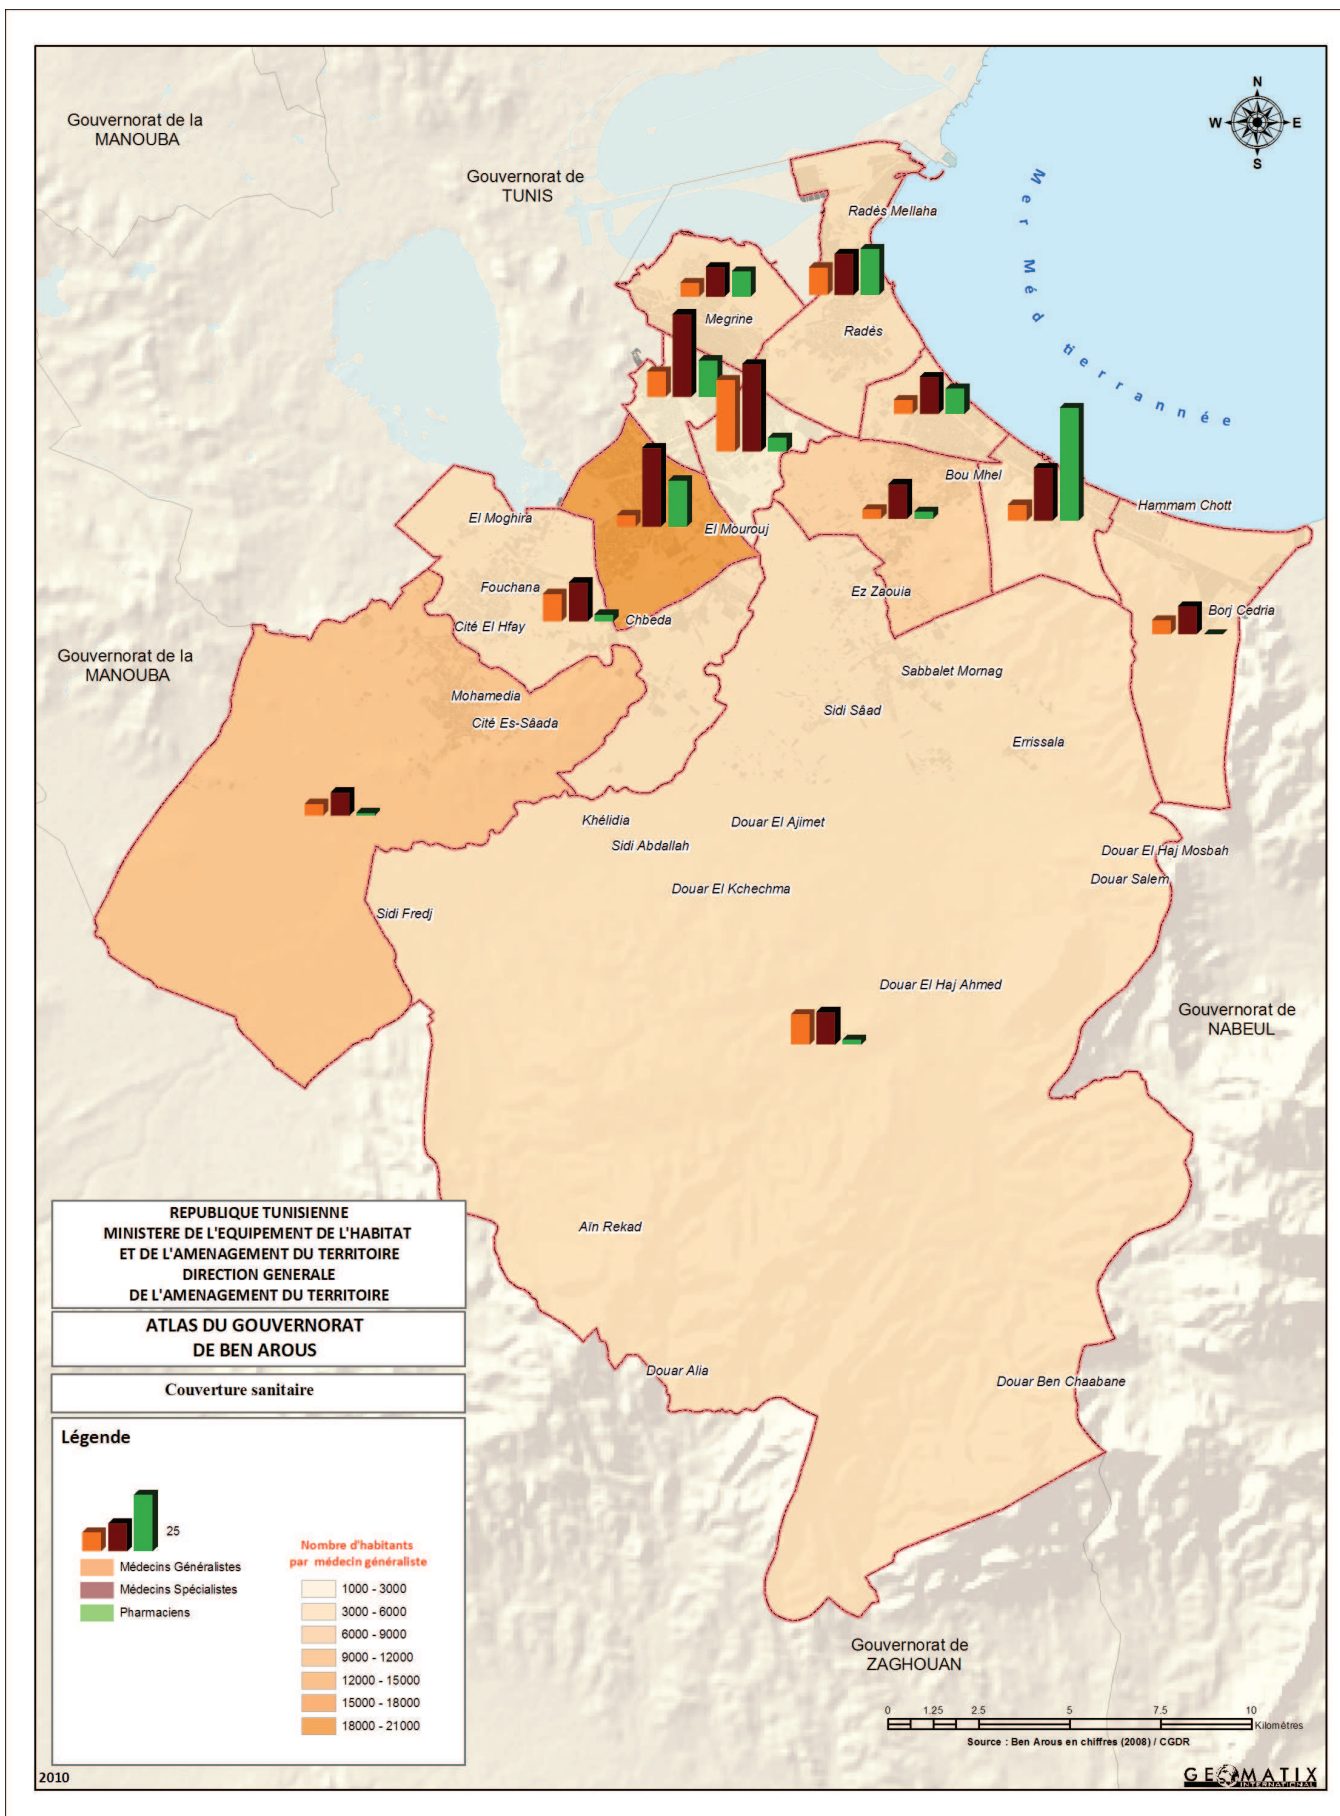 Gouvernorat de la
MANOUBA
Gouvernorat de
TUNIS
N
W
E
S
Mer Méd tierrannée
Radès Mellaha
Megrine
Radès
Bou Mhel
Hammam Chott
El Moghira
El Mourouj
Fouchana
Ez Zaouia
Borj Cedria
Chbeda
Cité El Hfay
Gouvernorat de la
MANOUBA
Sabbalet Mornag
Mohamedia
Cité Es-Sâada
Sidi Sâad
Errissala
Khélidia
Douar El Ajimet
Sidi Abdallah
Douar El Haj Mosbah
Douar Salem
Douar El Kchechma
Sidi Fredj
Douar El Haj Ahmed
Gouvernorat de
NABEUL
Aïn Rekad
Douar Alia
Douar Ben Chaabane
Gouvernorat de
ZAGHOUAN
REPUBLIQUE TUNISIENNE
MINISTERE DE L'EQUIPEMENT DE L'HABITAT
ET DE L'AMENAGEMENT DU TERRITOIRE
DIRECTION GENERALE
DE L'AMENAGEMENT DU TERRITOIRE
ATLAS DU GOUVERNORAT
DE BEN AROUS
Couverture sanitaire
Légende
25
Médecins Généralistes
Médecins Spécialistes
Pharmaciens
Nombre d'habitants
par médecin généraliste
1000 - 3000
3000 - 6000
6000 - 9000
9000 - 12000
12000 - 15000
15000 - 18000
18000 - 21000
0 1.25 2.5 5 7.5 10
Kilomètres
Source : Ben Arous en chiffres (2008) / CGDR
2010
GEOMATIX
INTERNATIONAL